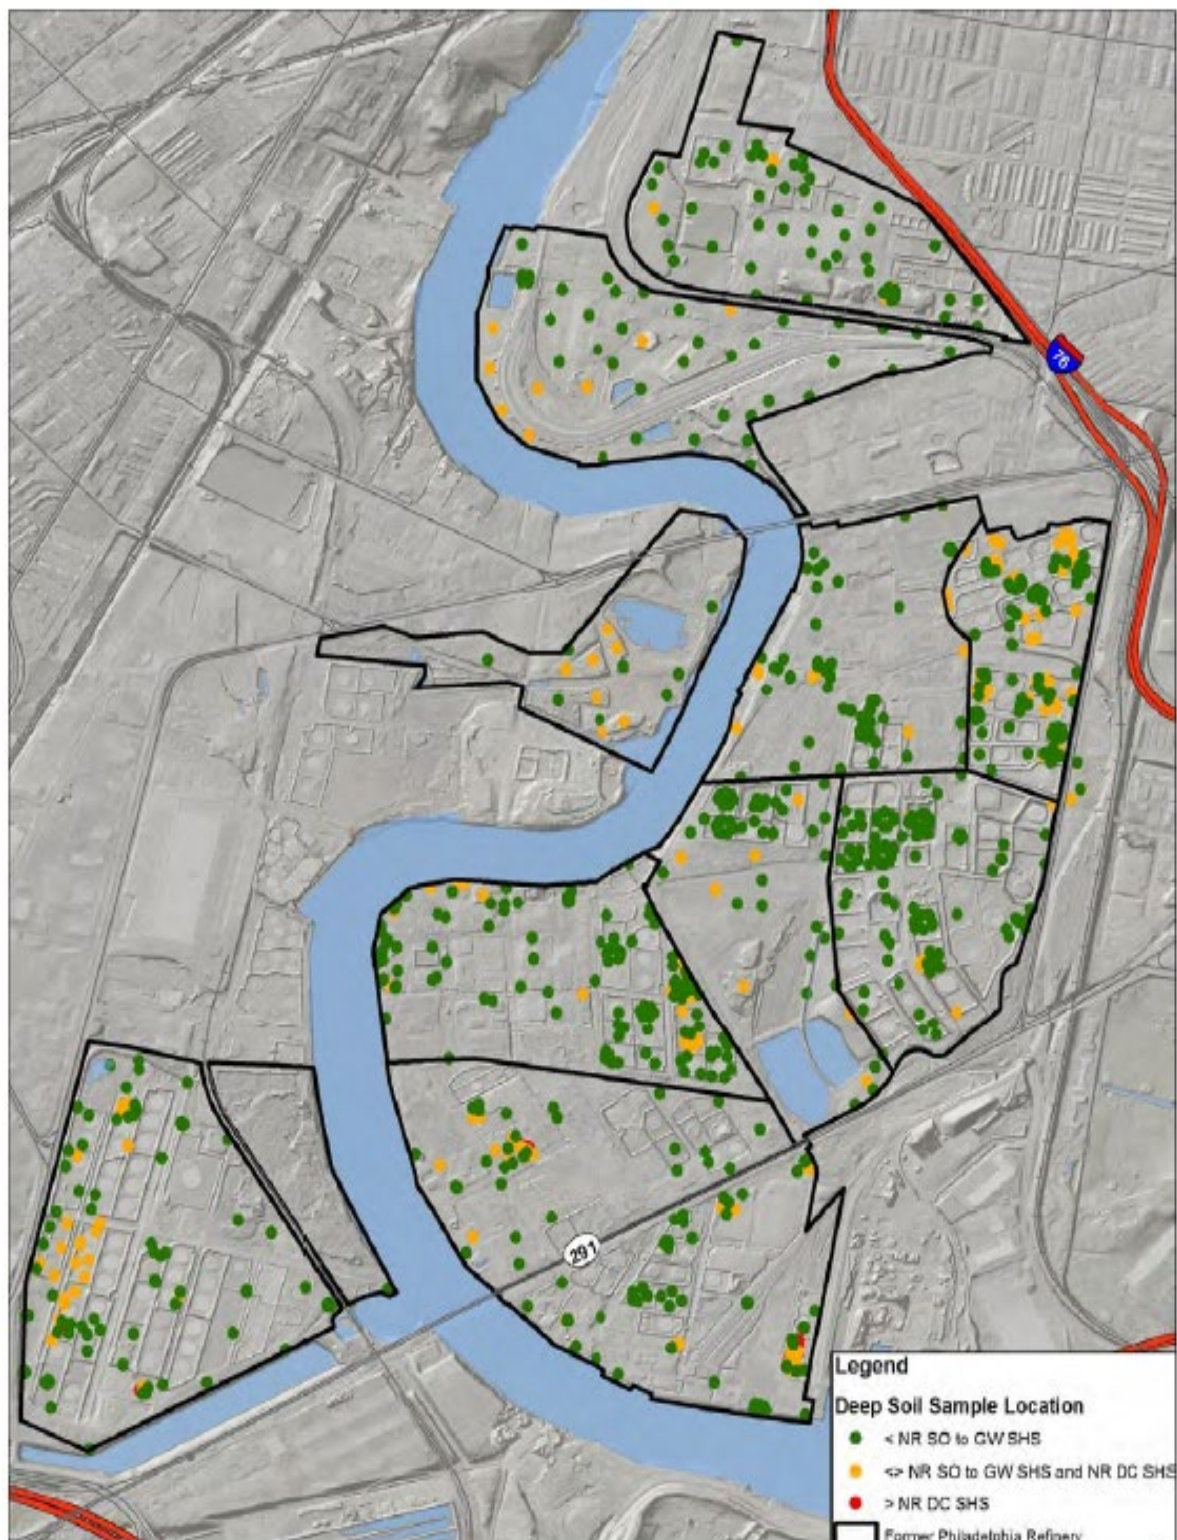 76
291
Legend
Deep Soil Sample Location
< NR SO to GW SHS
<> NR SO to GW SHS and NR DC SHS
> NR DC SHS
Former Philadelphia Refinery